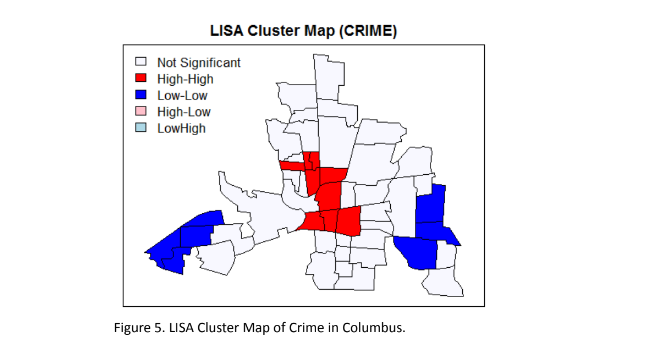 LISA Cluster Map (CRIME)
Not Significant
High-High
Low-Low
High-Low
LowHigh
Figure 5. LISA Cluster Map of Crime in Columbus.